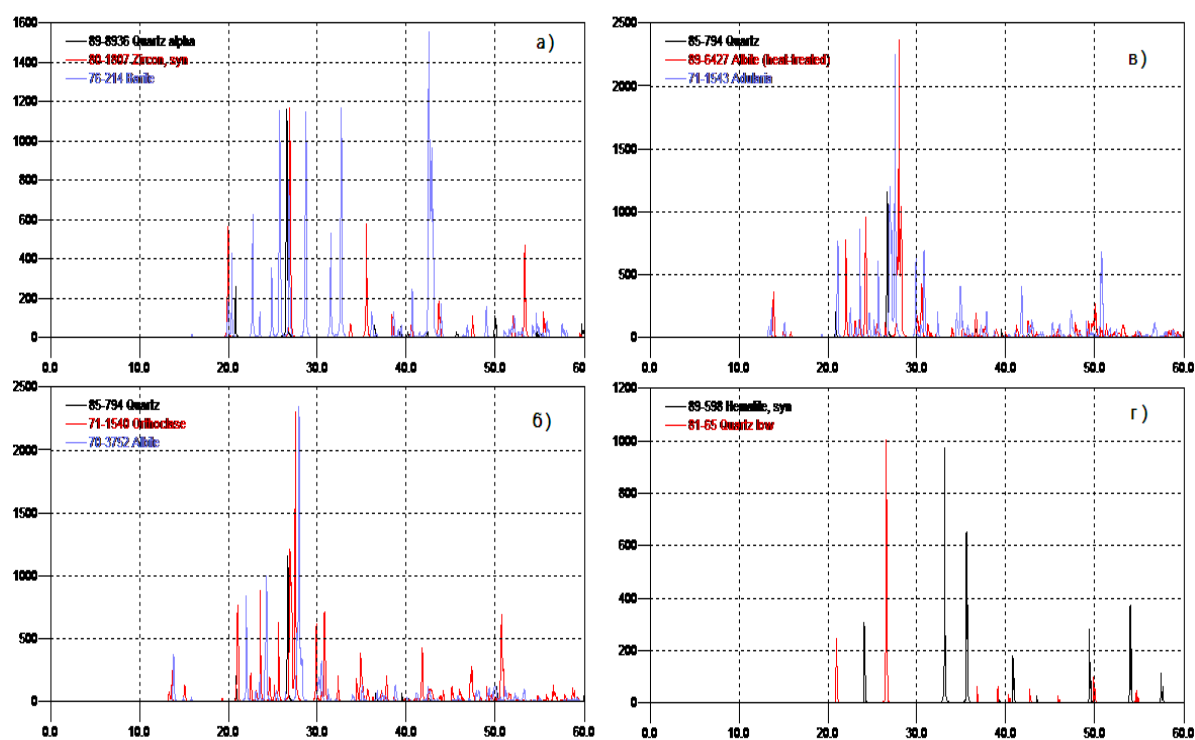 1600
89-8936 Quartz alpha
а)
80-1807 Zircon, syn
1400
76-214 Barite
1200
1000
800
600
400
200
0
0.0 10.0 20.0 30.0 40.0 50.0 60.0
2500
85-794 Quartz
в)
89-6427 Albite (heat-treated)
71-1543 Adularia
2000
1500
1000
500
0
0.0 10.0 20.0 30.0 40.0 50.0 60.0
2500
85-794 Quartz
б)
71-1540 Orthoclse
70-3752 Albite
2000
1500
1000
500
0
0.0 10.0 20.0 30.0 40.0 50.0 60.0
1200
89-598 Hematite, syn
г)
81-65 Quartz low
1000
800
600
400
200
0
0.0 10.0 20.0 30.0 40.0 50.0 60.0